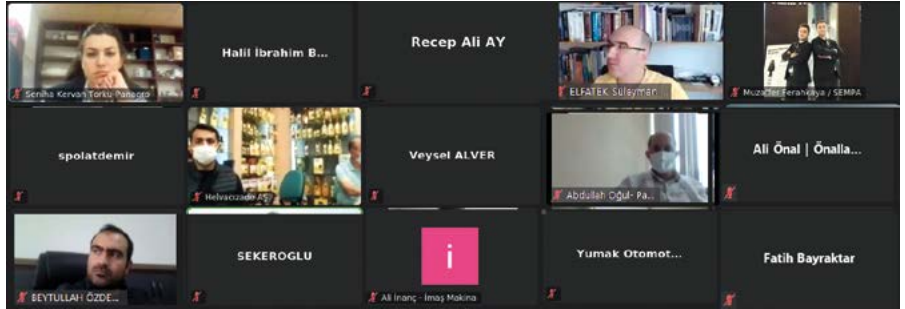 Seniha Kervan Torku-Panagro
Halil İbrahim B...
Recep Ali AY
ELFATEK Süleyman
Muzaffer Ferahkaya / SEMPA
spolatdemir
Helvacızade AŞ
Veysel ALVER
Abdullah Oğul- Pa...
Ali Önal | Önalla...
BEYTULLAH ÖZDE...
SEKEROGLU
i
Ali İnanç - İmaş Makina
Yumak Otomot...
Fatih Bayraktar